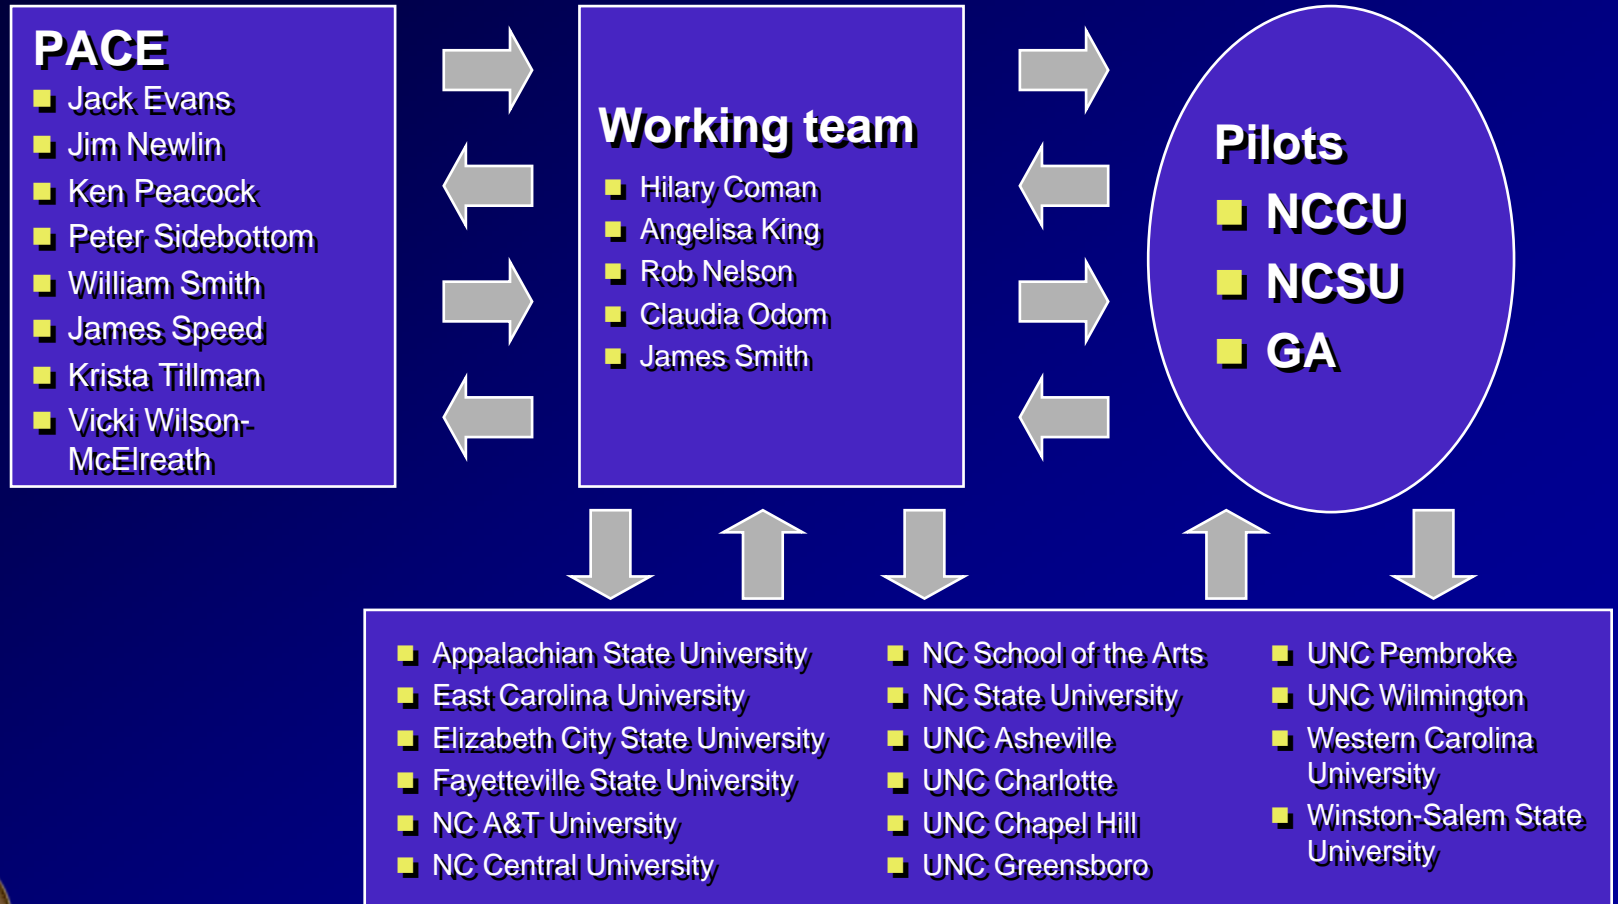 PACE
Jack Evans
Jim Newlin
Ken Peacock
Peter Sidebottom
William Smith
James Speed
Krista Tillman
Vicki Wilson-
McElreath
Working team
Hilary Coman
Angelisa King
Rob Nelson
Claudia Odom
James Smith
Pilots
NCCU
NCSU
GA
Appalachian State University
East Carolina University
Elizabeth City State University
Fayetteville State University
NC A&T University
NC Central University
NC School of the Arts
NC State University
UNC Asheville
UNC Charlotte
UNC Chapel Hill
UNC Greensboro
UNC Pembroke
UNC Wilmington
Western Carolina
University
Winston-Salem State
University